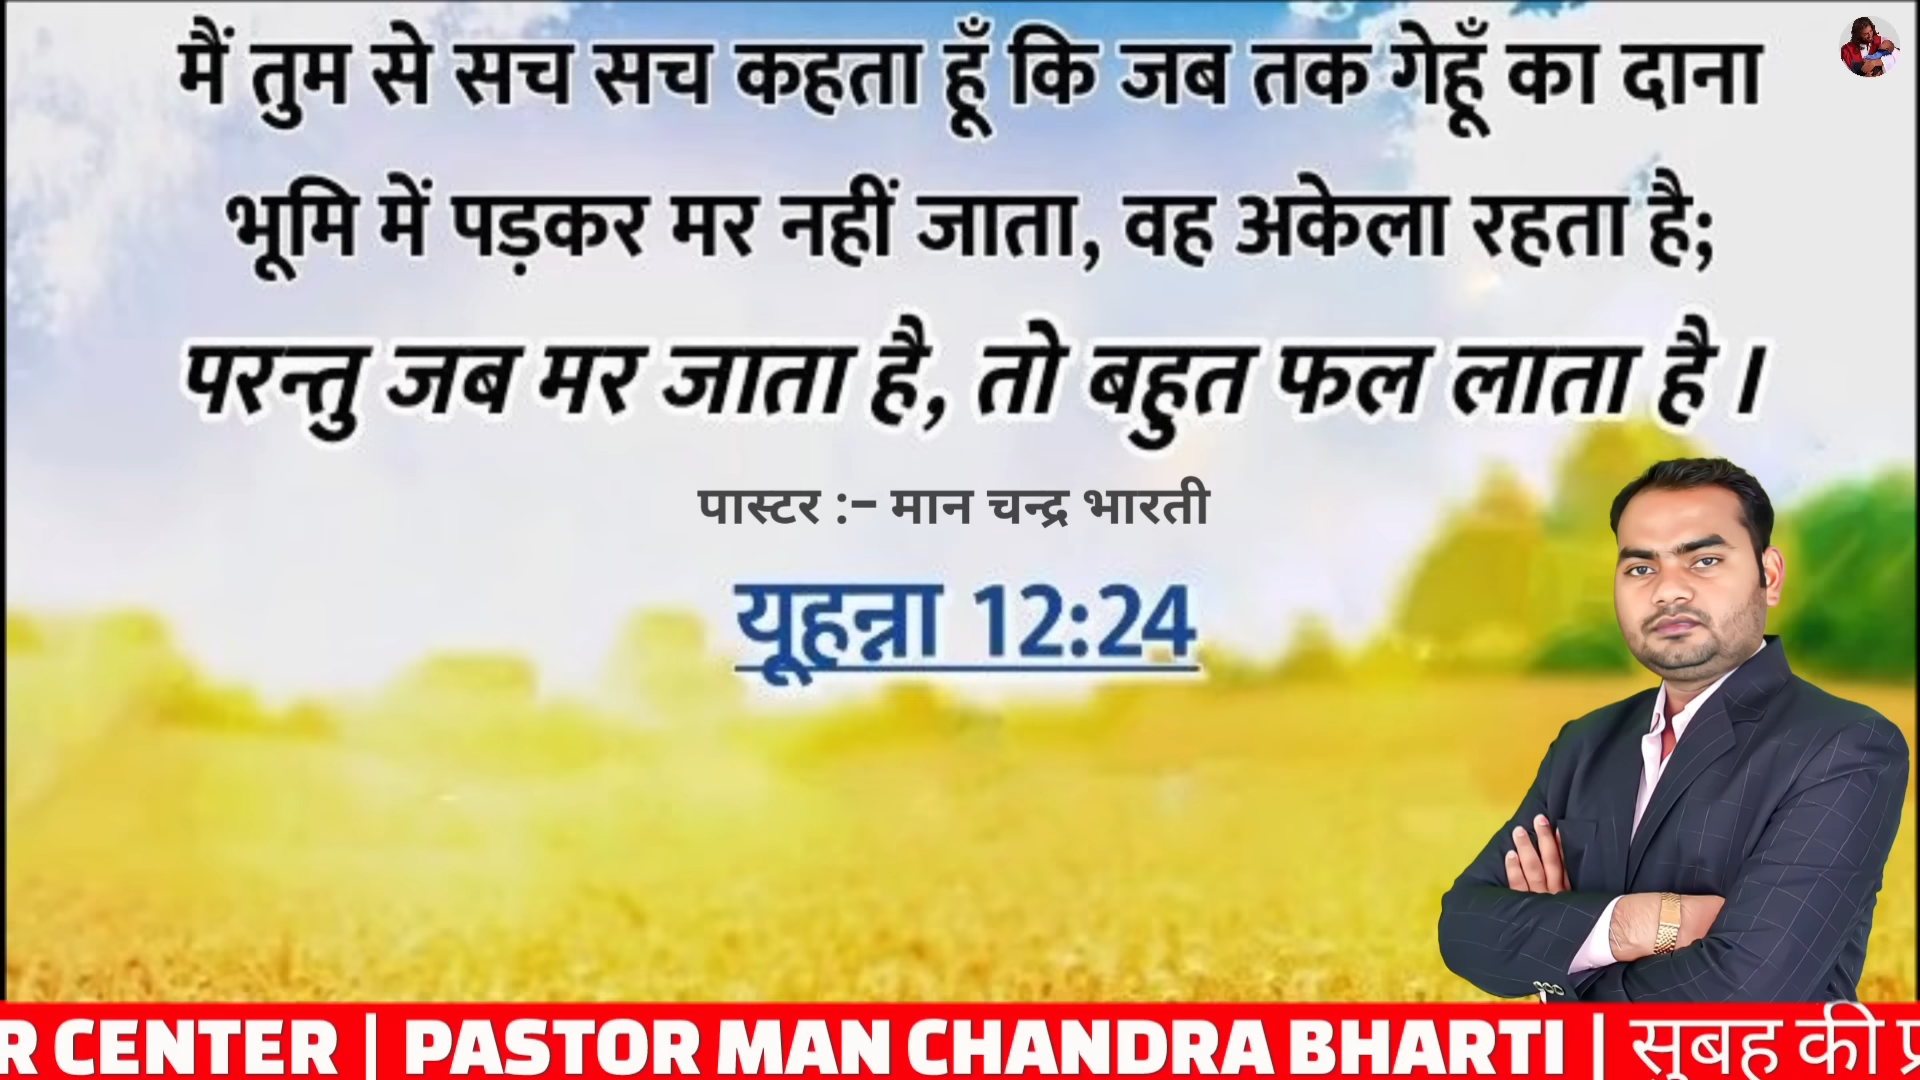 मैं तुम से सच सच कहता हूँ कि जब तक गेहूँ का दाना
भूमि में पड़कर मर नहीं जाता, वह अकेला रहता है;
परन्तु जब मर जाता है, तो बहुत फल लाता है ।
पास्टर :– मान चन्द्र भारती
यूहन्ना 12:24
R CENTER | PASTOR MAN CHANDRA BHARTI | सुबह की